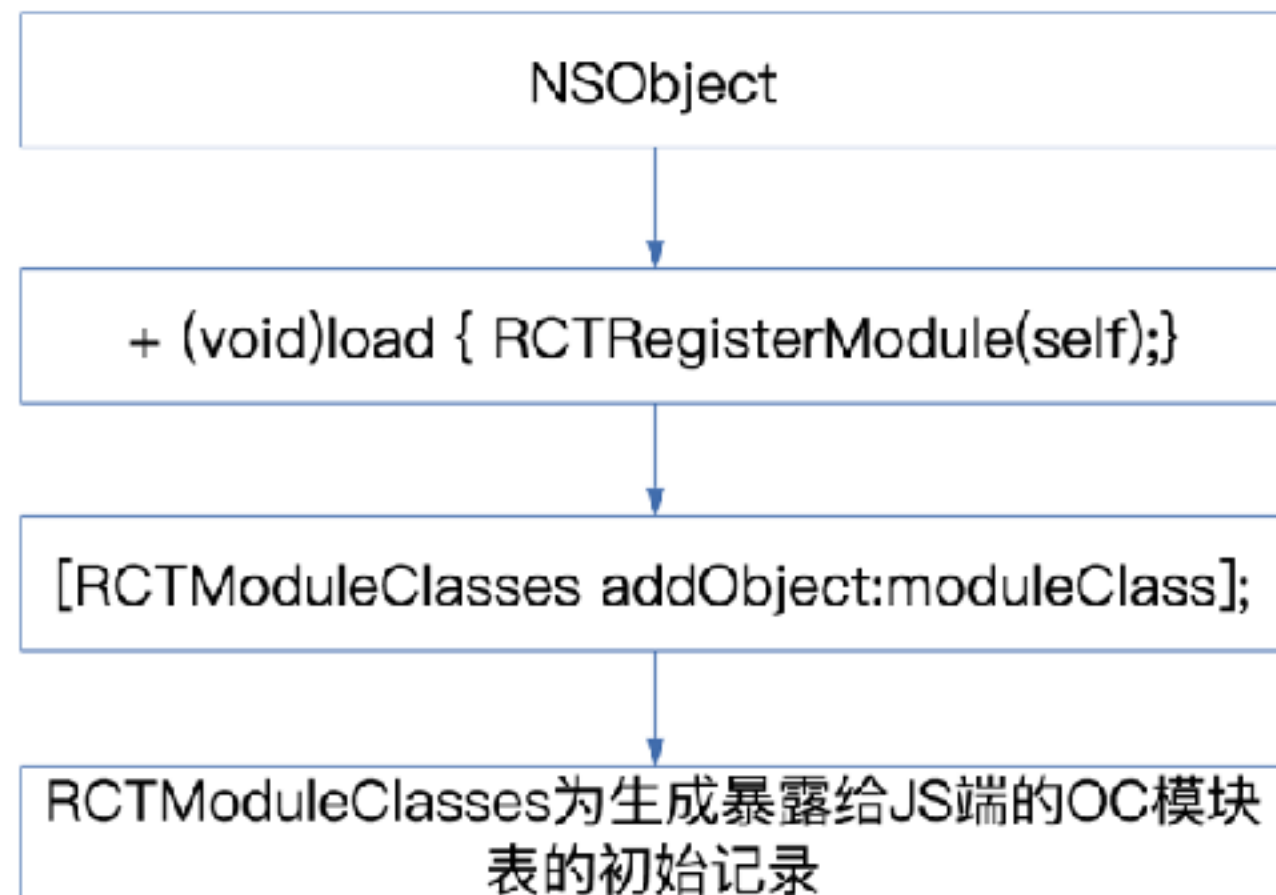 NSObject
+ (void)load { RCTRegisterModule(self);}
[RCTModuleClasses addObject:moduleClass];
RCTModuleClasses为生成暴露给JS端的OC模块
表的初始记录